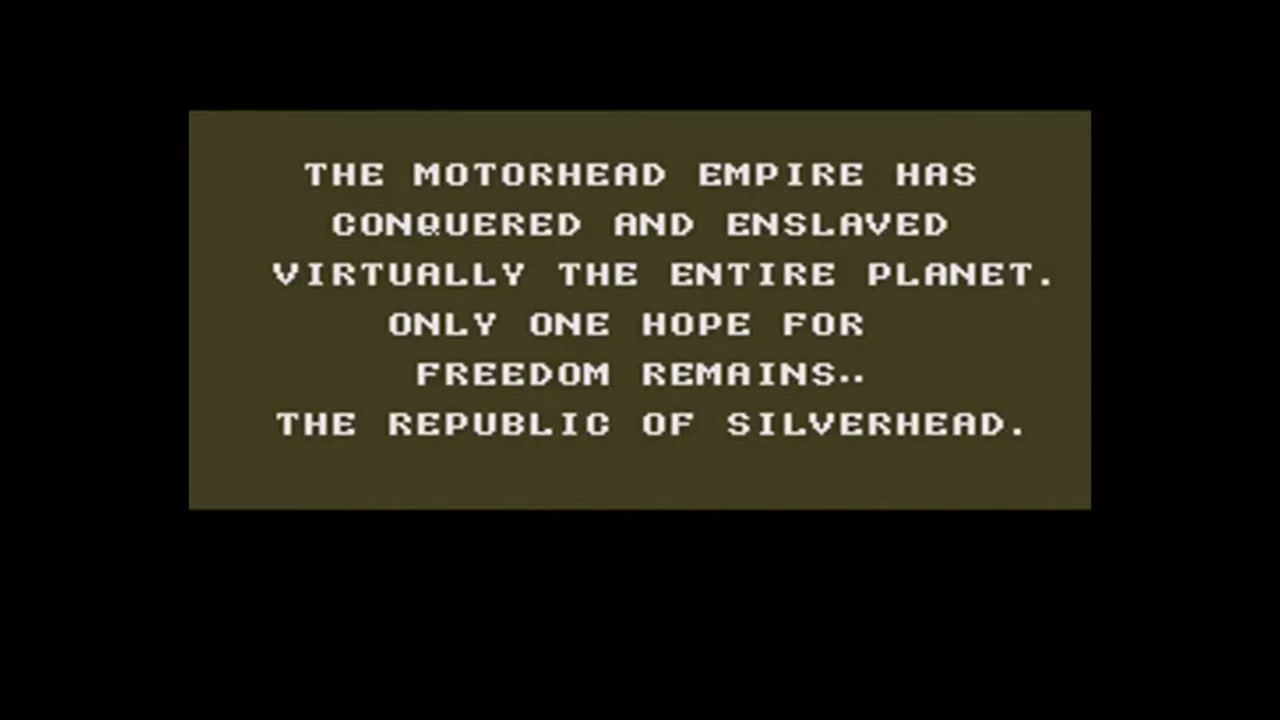 THE MOTORHEAD EMPIRE HAS
CONQUERED AND ENSLAVED
VIRTUALLY THE ENTIRE PLANET.
ONLY ONE HOPE FOR
FREEDOM REMAINS..
THE REPUBLIC OF SILVERHEAD.